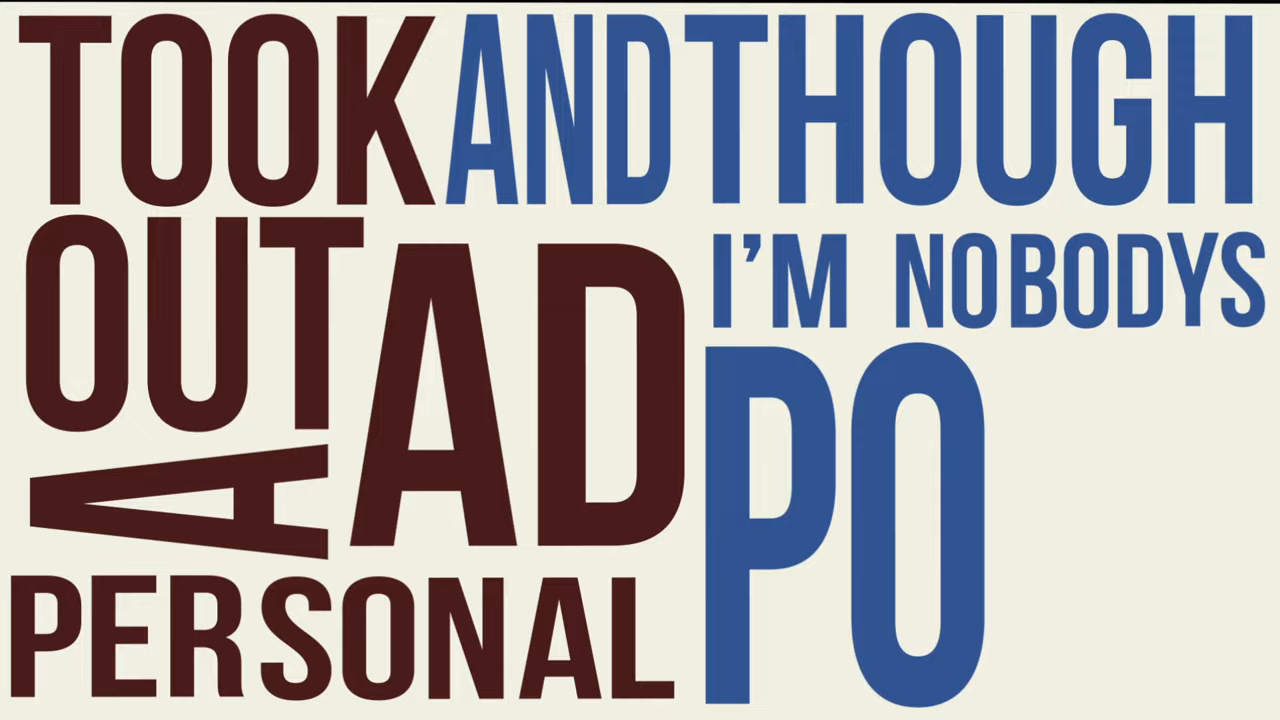 TOOK
OUT
A
AD
PERSONAL
AND THOUGH
I’M NOBODYS
PO